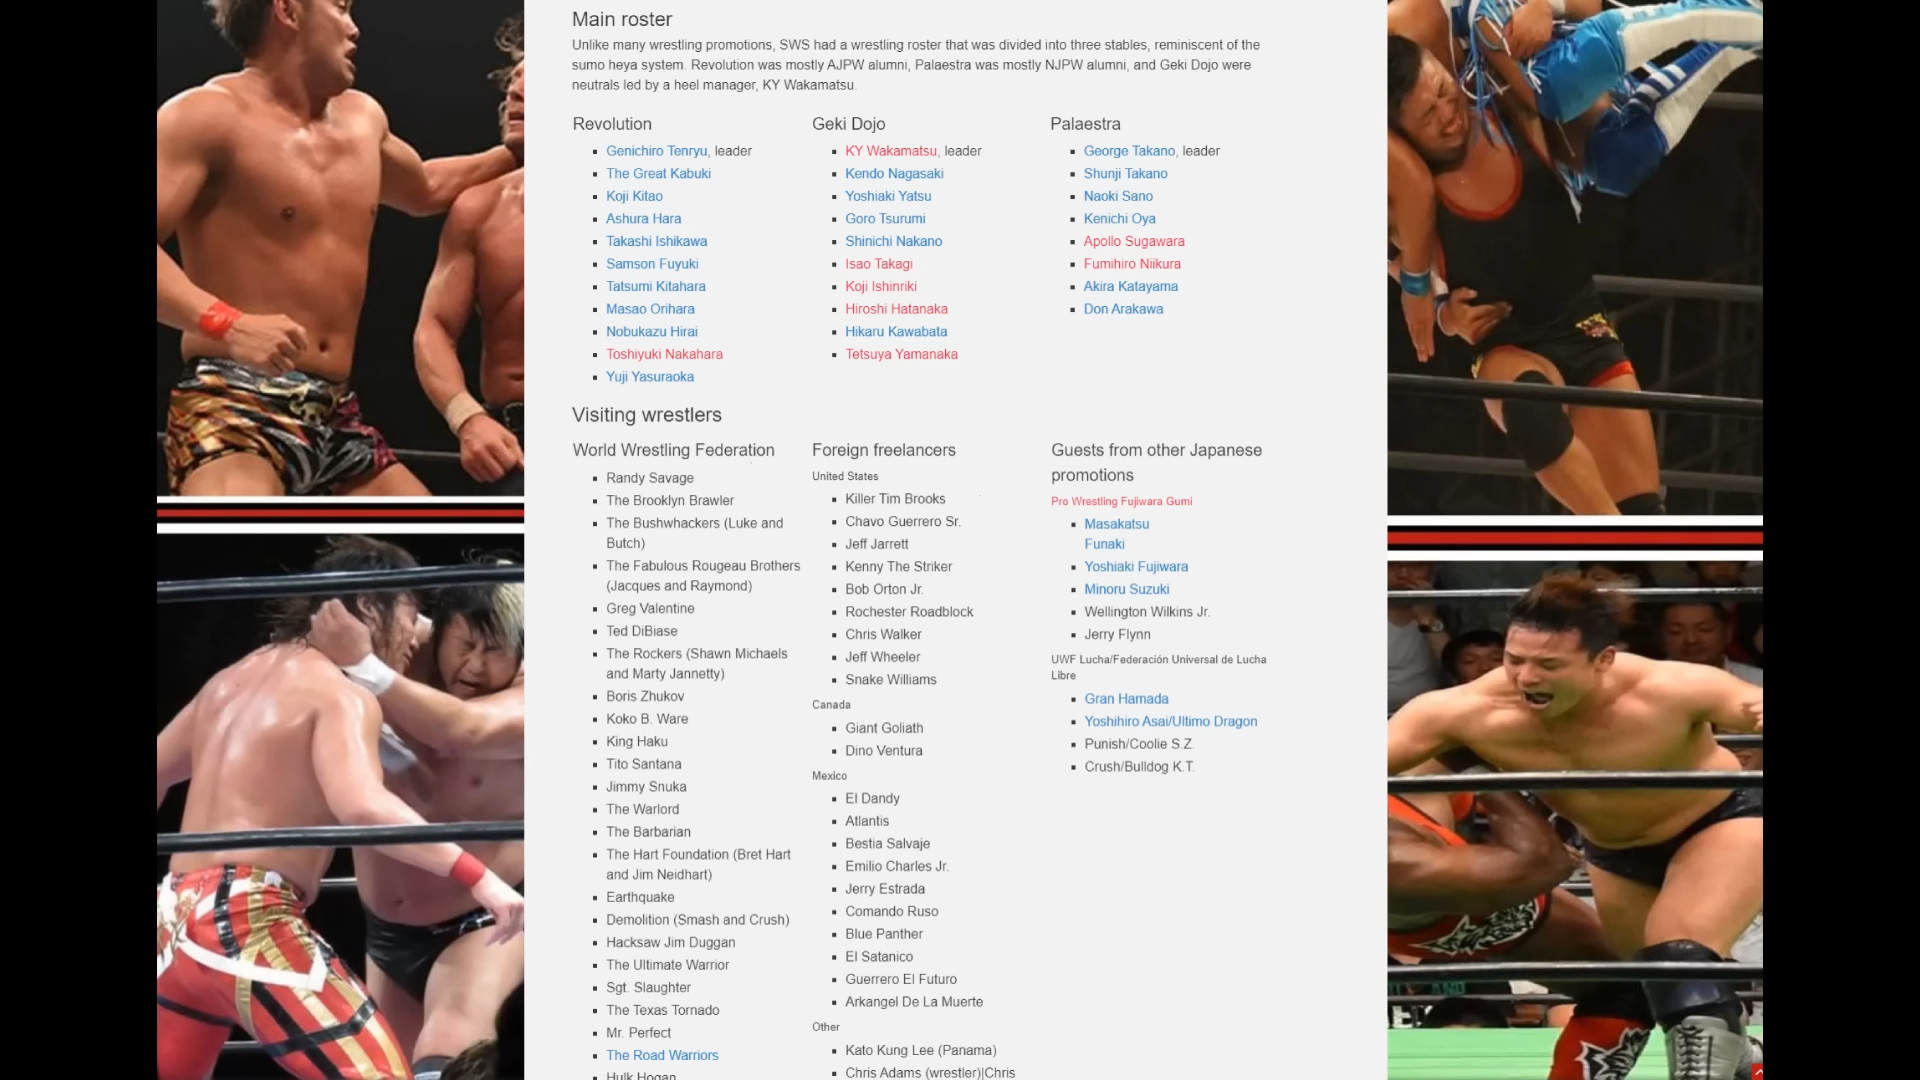 Main roster
Unlike many wrestling promotions, SWS had a wrestling roster that was divided into three stables, reminiscent of the
sumo heya system. Revolution was mostly AJPW alumni, Palaestra was mostly NJPW alumni, and Geki Dojo were
neutrals led by a heel manager, KY Wakamatsu.
Revolution
Genichiro Tenryu, leader
The Great Kabuki
Koji Kitao
Ashura Hara
Takashi Ishikawa
Samson Fuyuki
Tatsumi Kitahara
Masao Orihara
Nobukazu Hirai
Toshiyuki Nakahara
Yuji Yasuraoka
Geki Dojo
KY Wakamatsu, leader
Kendo Nagasaki
Yoshiaki Yatsu
Goro Tsurumi
Shinichi Nakano
Isao Takagi
Koji Ishinriki
Hiroshi Hatanaka
Hikaru Kawabata
Tetsuya Yamanaka
Palaestra
George Takano, leader
Shunji Takano
Naoki Sano
Kenichi Oya
Apollo Sugawara
Fumihiro Niikura
Akira Katayama
Don Arakawa
Visiting wrestlers
World Wrestling Federation
Randy Savage
The Brooklyn Brawler
The Bushwhackers (Luke and
Butch)
The Fabulous Rougeau Brothers
(Jacques and Raymond)
Greg Valentine
Ted DiBiase
The Rockers (Shawn Michaels
and Marty Jannetty)
Boris Zhukov
Koko B. Ware
King Haku
Tito Santana
Jimmy Snuka
The Warlord
The Barbarian
The Hart Foundation (Bret Hart
and Jim Neidhart)
Earthquake
Demolition (Smash and Crush)
Hacksaw Jim Duggan
The Ultimate Warrior
Sgt. Slaughter
The Texas Tornado
Mr. Perfect
The Road Warriors
Hulk Hogan
Foreign freelancers
United States
Killer Tim Brooks
Chavo Guerrero Sr.
Jeff Jarrett
Kenny The Striker
Bob Orton Jr.
Rochester Roadblock
Chris Walker
Jeff Wheeler
Snake Williams
Canada
Giant Goliath
Dino Ventura
Mexico
El Dandy
Atlantis
Bestia Salvaje
Emilio Charles Jr.
Jerry Estrada
Comando Ruso
Blue Panther
El Satanico
Guerrero El Futuro
Arkangel De La Muerte
Other
Kato Kung Lee (Panama)
Chris Adams (wrestler)|Chris
Guests from other Japanese
promotions
Pro Wrestling Fujiwara Gumi
Masakatsu
Funaki
Yoshiaki Fujiwara
Minoru Suzuki
Wellington Wilkins Jr.
Jerry Flynn
UWF Lucha/Federación Universal de Lucha
Libre
Gran Hamada
Yoshihiro Asai/Ultimo Dragon
Punish/Coolie S.Z.
Crush/Bulldog K.T.